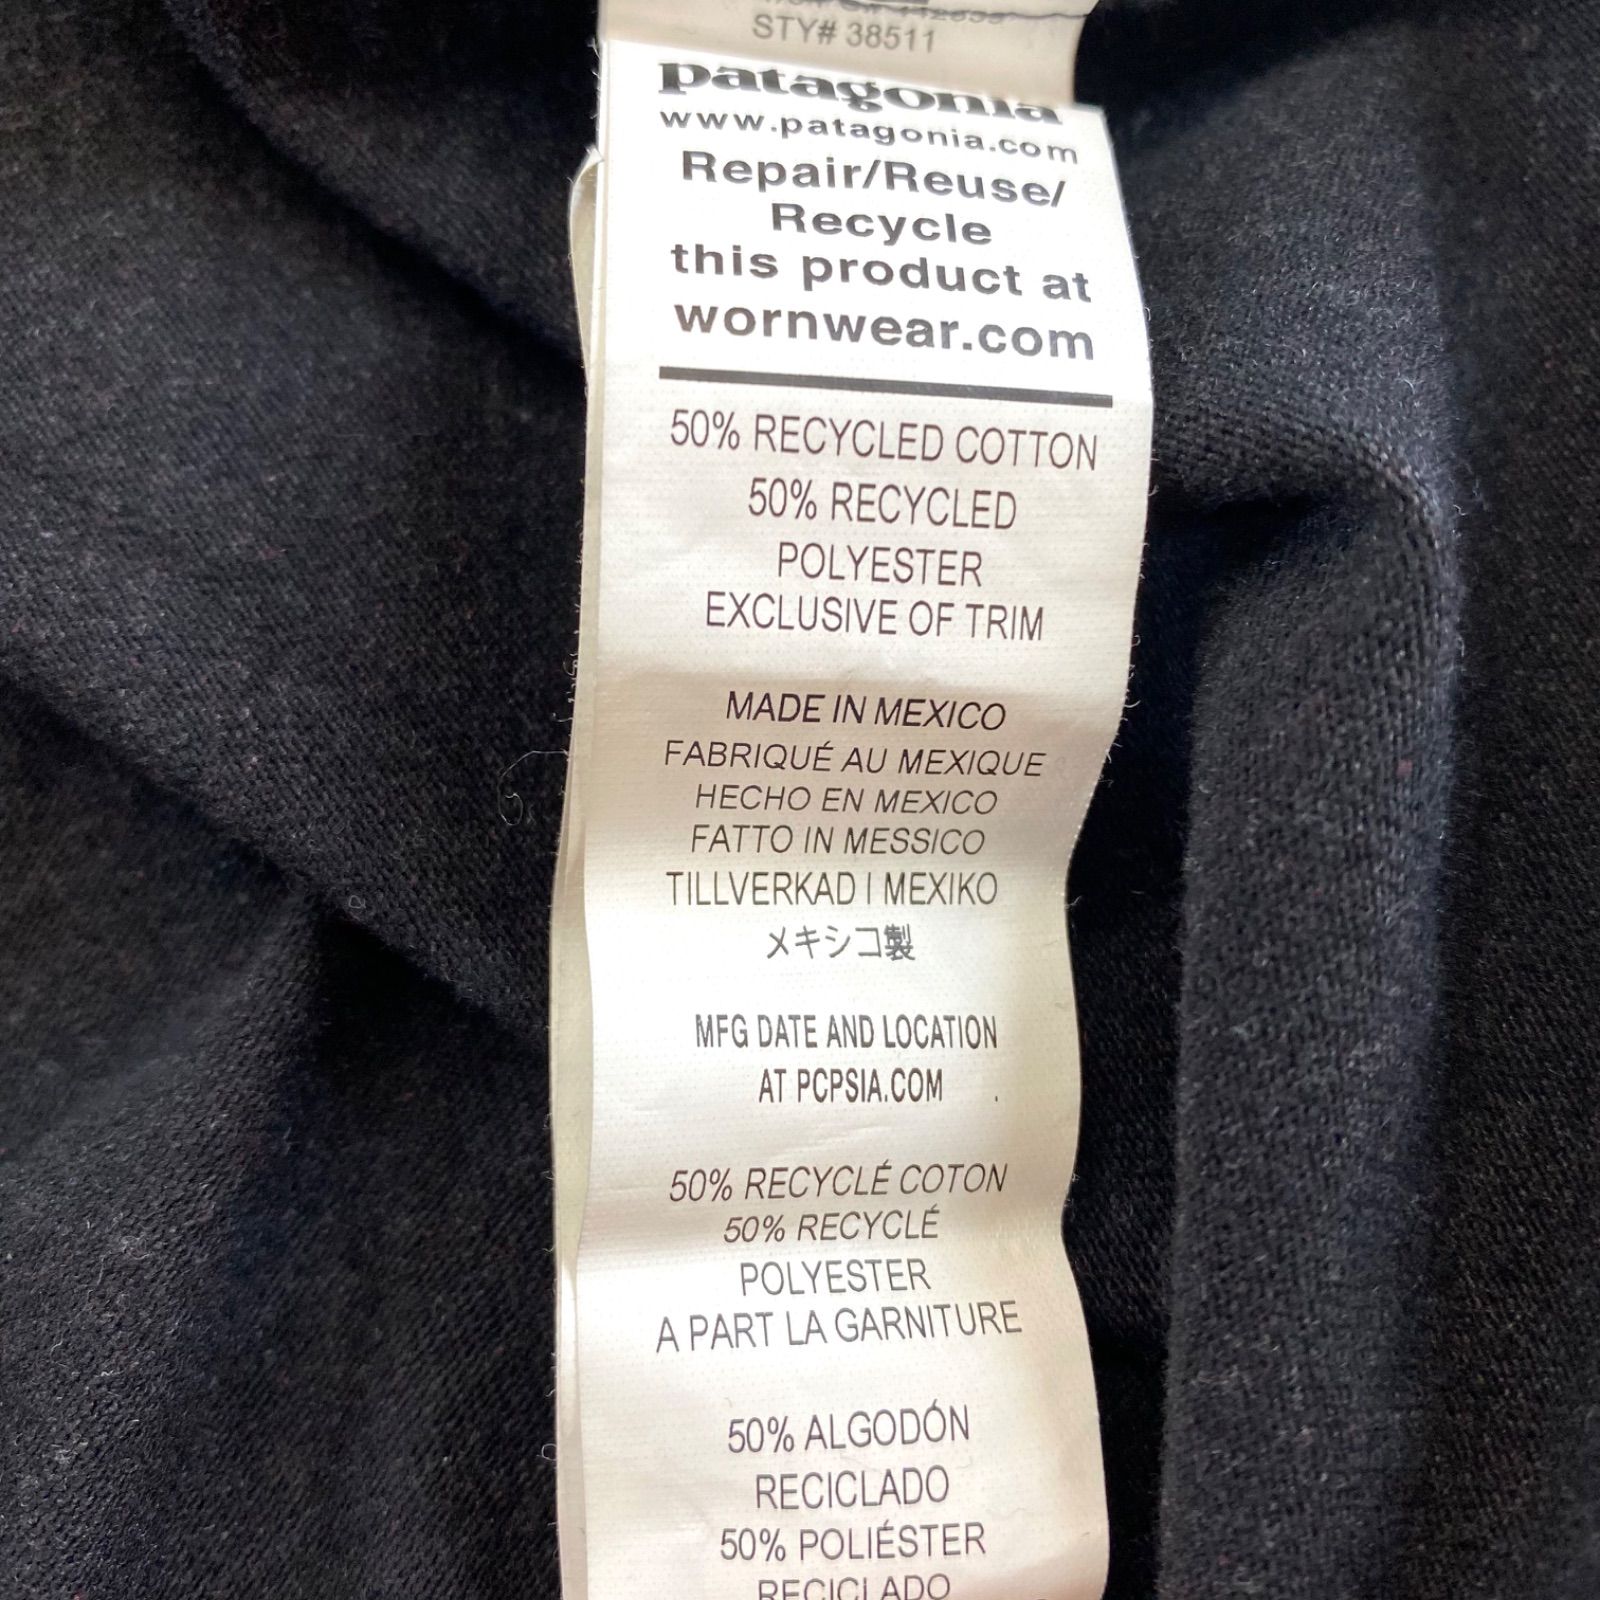 STY# 38511
patagonia
www.patagonia.com
Repair/Reuse/
Recycle
this product at
wornwear.com
50% RECYCLED COTTON
50% RECYCLED
POLYESTER
EXCLUSIVE OF TRIM
MADE IN MEXICO
FABRIQUÉ AU MEXIQUE
HECHO EN MEXICO
FATTO IN MESSICO
TILLVERKAD I MEXIKO
メキシコ製
MFG DATE AND LOCATION
AT PCPSIA.COM
50% RECYCLÉ COTON
50% RECYCLÉ
POLYESTER
A PART LA GARNITURE
50% ALGODÓN
RECICLADO
50% POLIÉSTER
RECICLADO